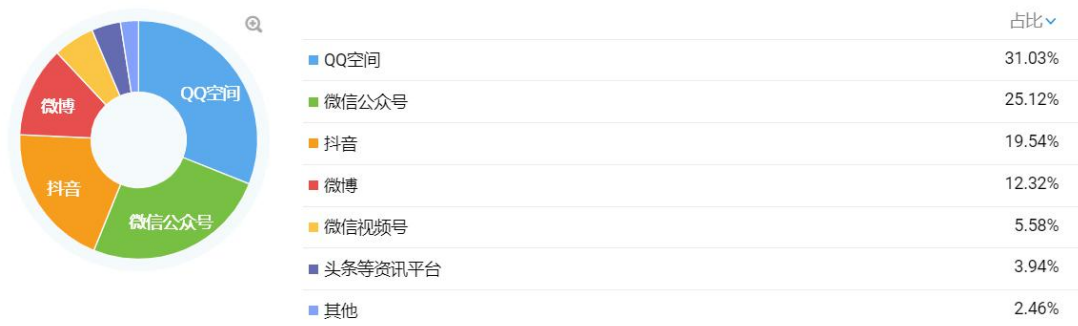 QQ空间
微信公众号
抖音
微博
占比
QQ空间 31.03%
微信公众号 25.12%
抖音 19.54%
微博 12.32%
微信视频号 5.58%
头条等资讯平台 3.94%
其他 2.46%